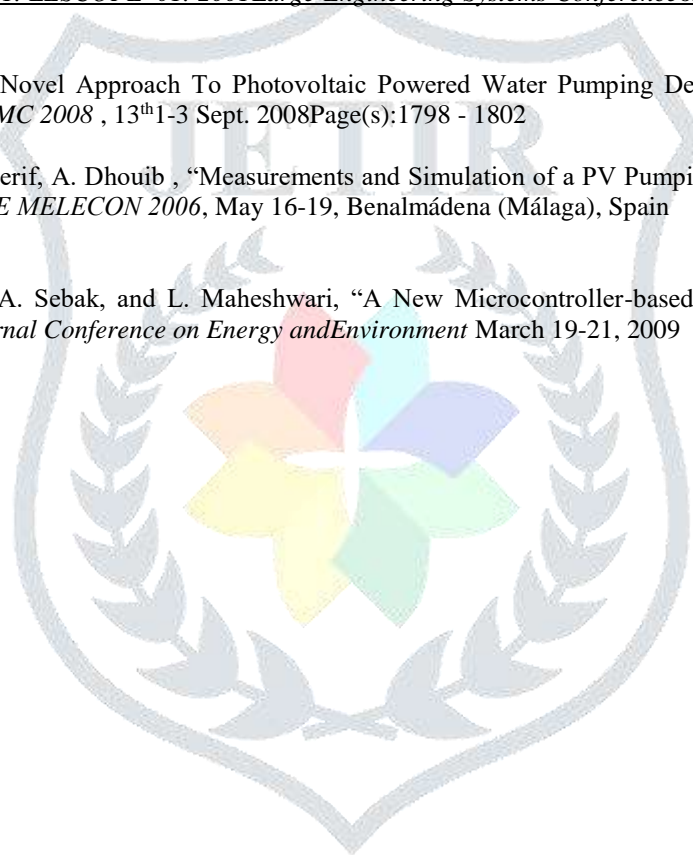 Novel Approach To Photovoltaic Powered Water Pumping De
MC 2008 , 13th1-3 Sept. 2008Page(s):1798 - 1802
erif, A. Dhouib , “Measurements and Simulation of a PV Pumpi
E MELECON 2006, May 16-19, Benalmádena (Málaga), Spain
A. Sebak, and L. Maheshwari, “A New Microcontroller-based
rnal Conference on Energy andEnvironment March 19-21, 2009
JETIR